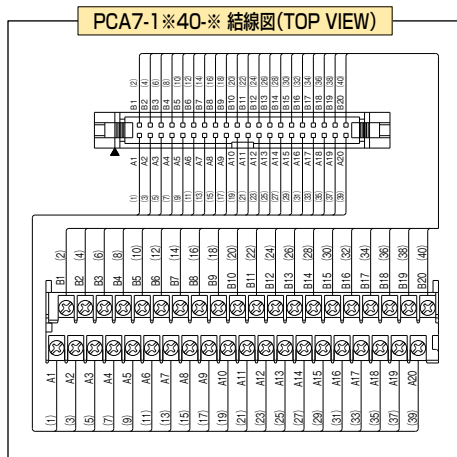 PCA7-1※40-※ 結線図(TOP VIEW)
B1 B2 B3 B4 B5 B6 B7 B8 B9 B10 B11 B12 B13 B14 B15 B16 B17 B18 B19 B20
(2) (4) (6) (8) (10) (12) (14) (16) (18) (20) (22) (24) (26) (28) (30) (32) (34) (36) (38) (40)
A1 A2 A3 A4 A5 A6 A7 A8 A9 A10 A11 A12 A13 A14 A15 A16 A17 A18 A19 A20
(1) (3) (5) (7) (9) (11) (13) (15) (17) (19) (21) (23) (25) (27) (29) (31) (33) (35) (37) (39)
(2) (4) (6) (8) (10) (12) (14) (16) (18) (20) (22) (24) (26) (28) (30) (32) (34) (36) (38) (40)
B1 B2 B3 B4 B5 B6 B7 B8 B9 B10 B11 B12 B13 B14 B15 B16 B17 B18 B19 B20
A1 A2 A3 A4 A5 A6 A7 A8 A9 A10 A11 A12 A13 A14 A15 A16 A17 A18 A19 A20
(1) (3) (5) (7) (9) (11) (13) (15) (17) (19) (21) (23) (25) (27) (29) (31) (33) (35) (37) (39)